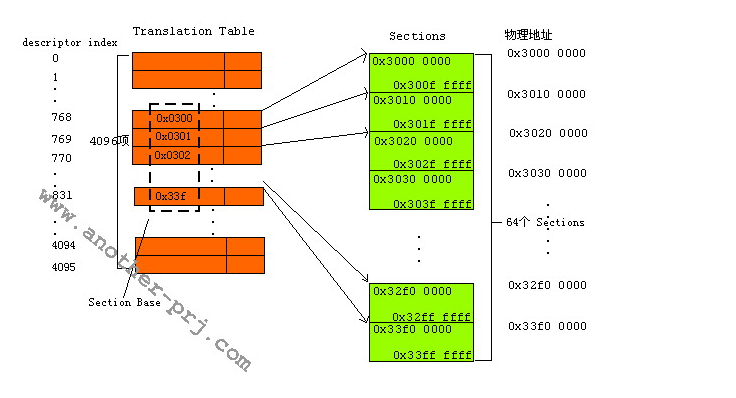 Translation Table
descriptor index
0
1
768
769
770
831
4094
4095
4096项
0x0300
0x0301
0x0302
0x33f
Section Base
Sections
0x3000 0000
0x300f ffff
0x3010 0000
0x301f ffff
0x3020 0000
0x302f ffff
0x3030 0000
0x303f ffff
0x32f0 0000
0x32ff ffff
0x33f0 0000
0x33ff ffff
64个 Sections
物理地址
0x3000 0000
0x3010 0000
0x3020 0000
0x3030 0000
0x32f0 0000
0x33f0 0000
www.another-prj.com